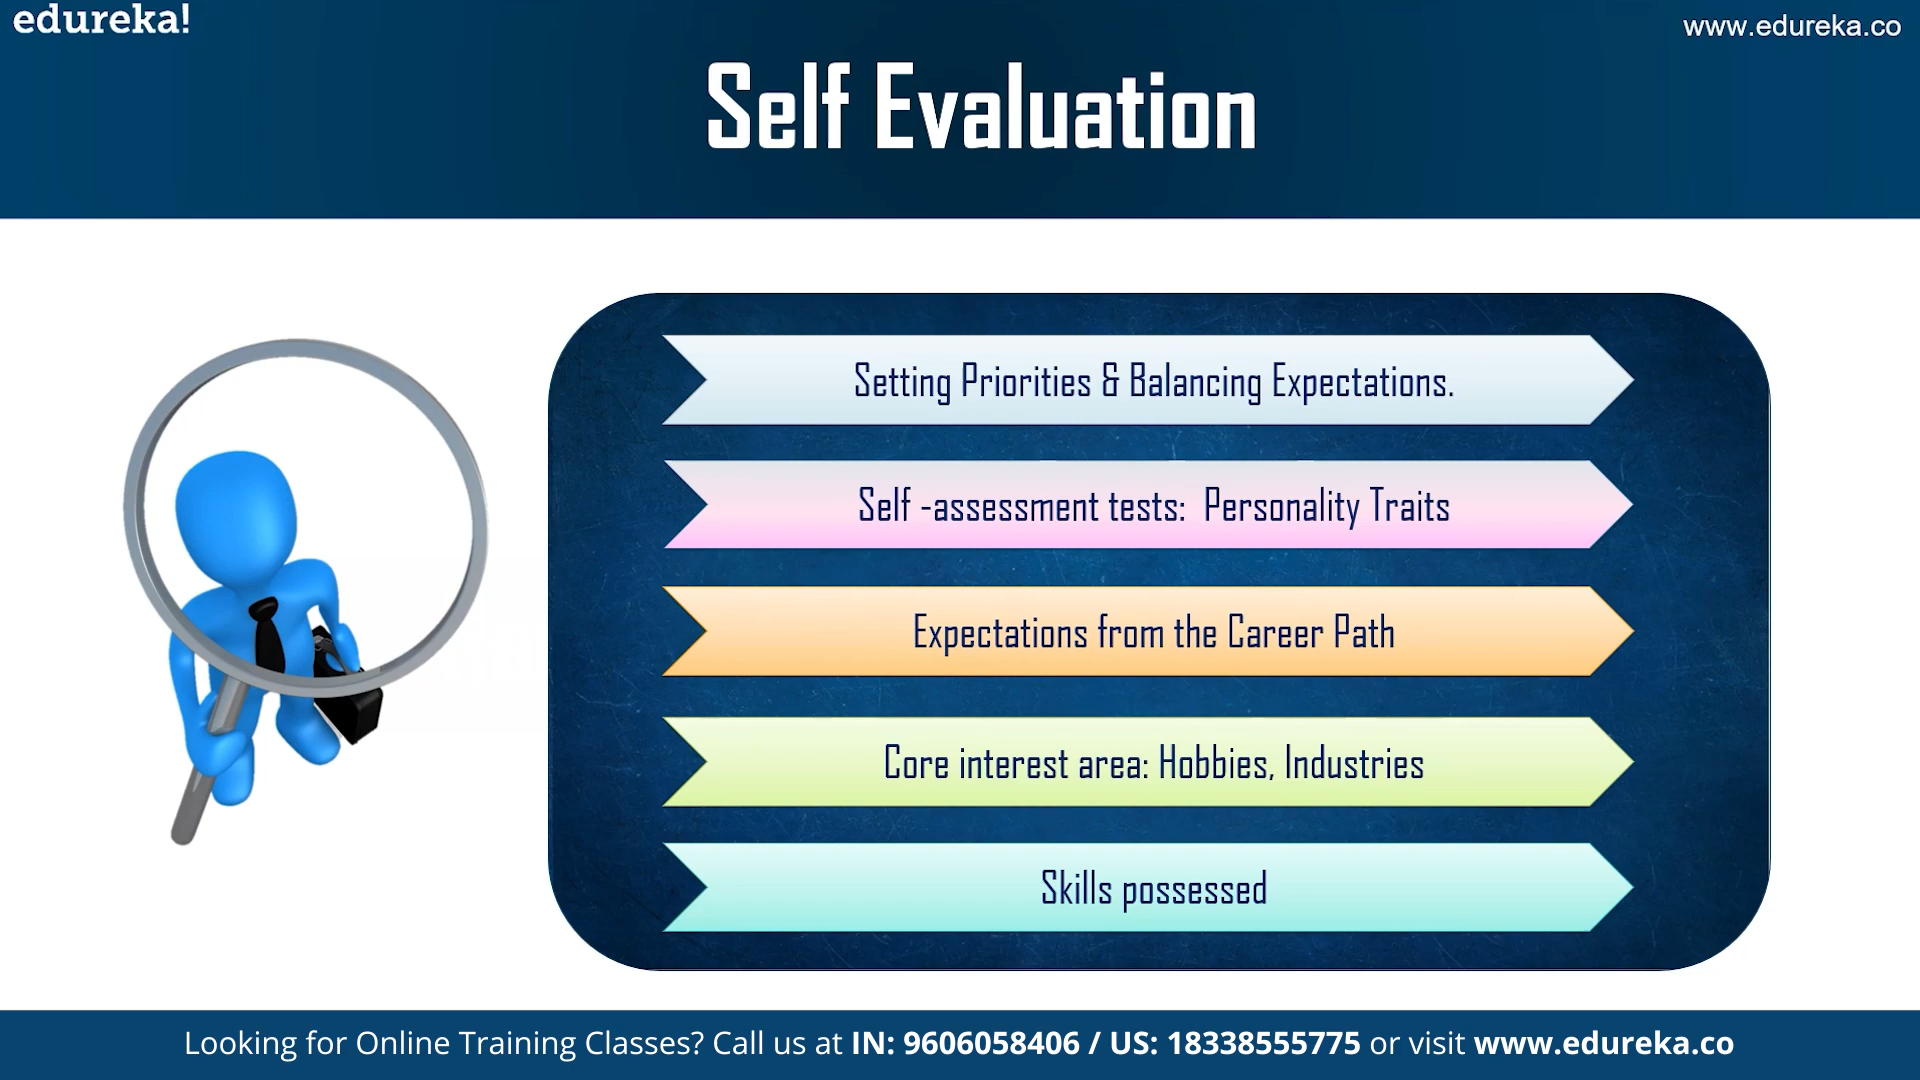 edureka!
www.edureka.co
Self Evaluation
Setting Priorities & Balancing Expectations.
Self -assessment tests:  Personality Traits
Expectations from the Career Path
Core interest area: Hobbies, Industries
Skills possessed
Looking for Online Training Classes? Call us at IN: 9606058406 / US: 18338555775 or visit www.edureka.co